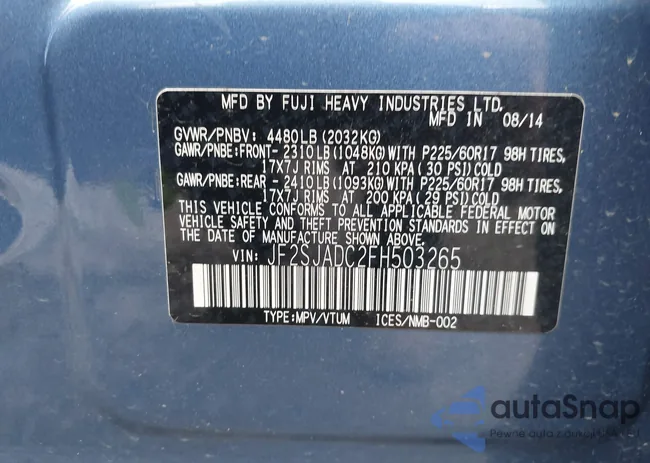 MFD BY FUJI HEAVY INDUSTRIES LTD.
MFD IN 08/14
GVWR/PNBV: 4480LB(2032KG)
GAWR/PNBE:FRONT-2310LB(1048KG)WITH P225/60R17 98H TIRES,
17X7J RIMS AT 210 KPA(30 PSI)COLD
GAWR/PNBE:REAR -2410LB(1093KG)WITH P225/60R17 98H TIRES,
17X7J RIMS AT 200 KPA(29 PSI)COLD
THIS VEHICLE CONFORMS TO ALL APPLICABLE FEDERAL MOTOR
VEHICLE SAFETY AND THEFT PREVENTION STANDARDS IN EFFECT ON
THE DATE OF MANUFACTURE SHOWN ABOVE.
VIN: JF2SJADC2FH503265
TYPE:MPV/VTUM ICES/NMB-002
autoSnap
Pewne auto z